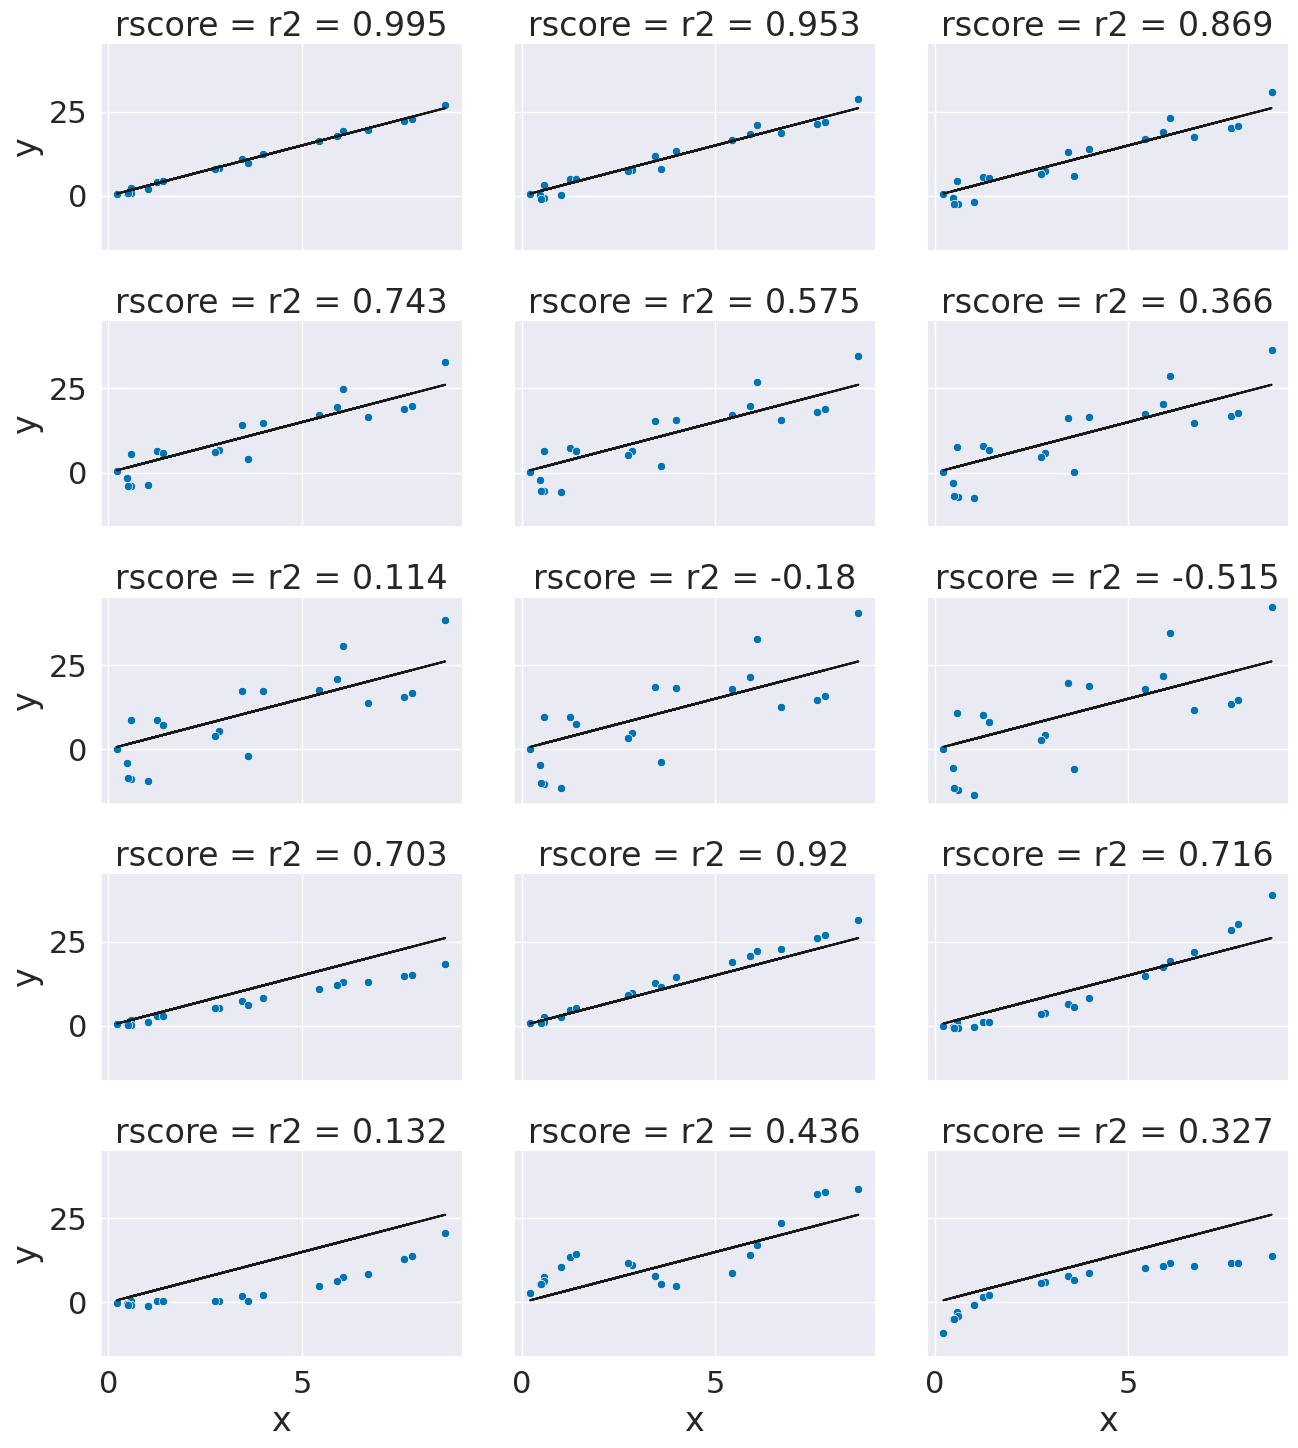 rscore = r2 = 0.995
rscore = r2 = 0.953
rscore = r2 = 0.869
y
25
0
rscore = r2 = 0.743
rscore = r2 = 0.575
rscore = r2 = 0.366
y
25
0
rscore = r2 = 0.114
rscore = r2 = -0.18
rscore = r2 = -0.515
y
25
0
rscore = r2 = 0.703
rscore = r2 = 0.92
rscore = r2 = 0.716
y
25
0
rscore = r2 = 0.132
rscore = r2 = 0.436
rscore = r2 = 0.327
y
25
0
0 5
0 5
0 5
x
x
x